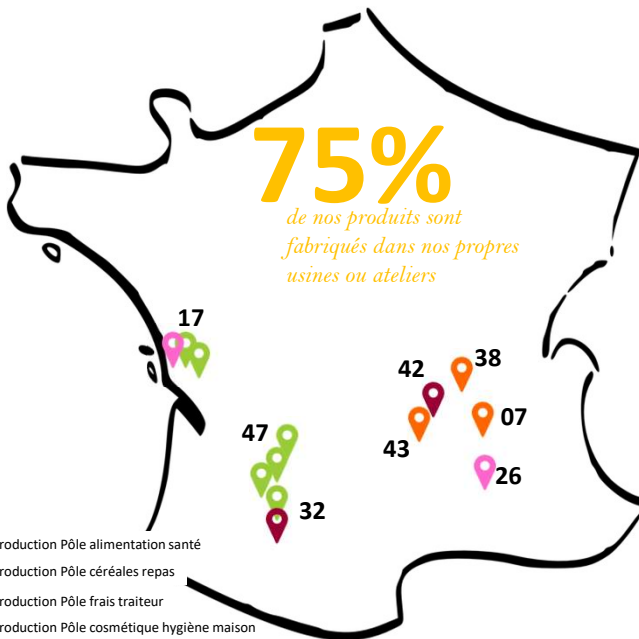 75%
de nos produits sont
fabriqués dans nos propres
usines ou ateliers
17
38
42
07
47
43
26
32
roduction Pôle alimentation santé
roduction Pôle céréales repas
roduction Pôle frais traiteur
roduction Pôle cosmétique hygiène maison